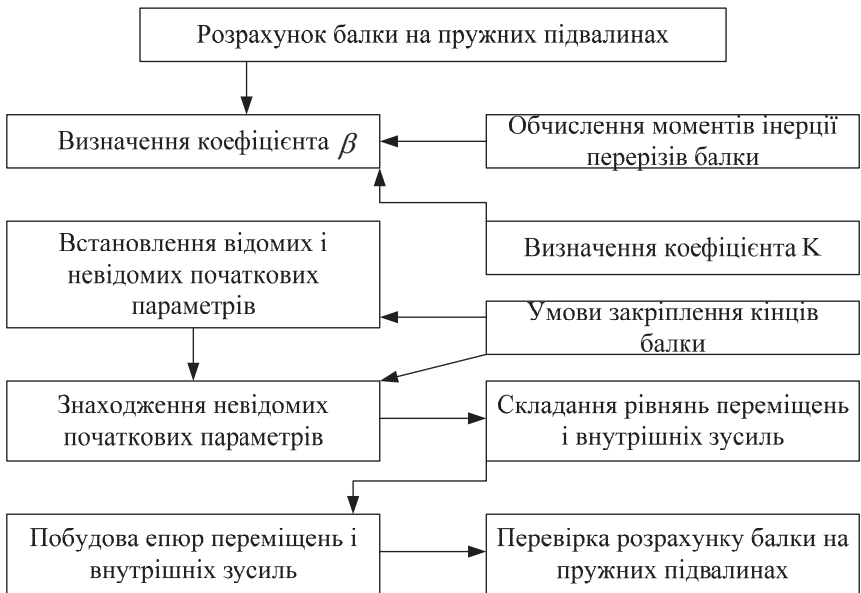 Розрахунок балки на пружних підвалинах
Визначення коефіцієнта β
Обчислення моментів інерції
перерізів балки
Встановлення відомих і
невідомих початкових
параметрів
Визначення коефіцієнта К
Умови закріплення кінців
балки
Знаходження невідомих
початкових параметрів
Складання рівнянь переміщень
і внутрішніх зусиль
Побудова епюр переміщень і
внутрішніх зусиль
Перевірка розрахунку балки на
пружних підвалинах